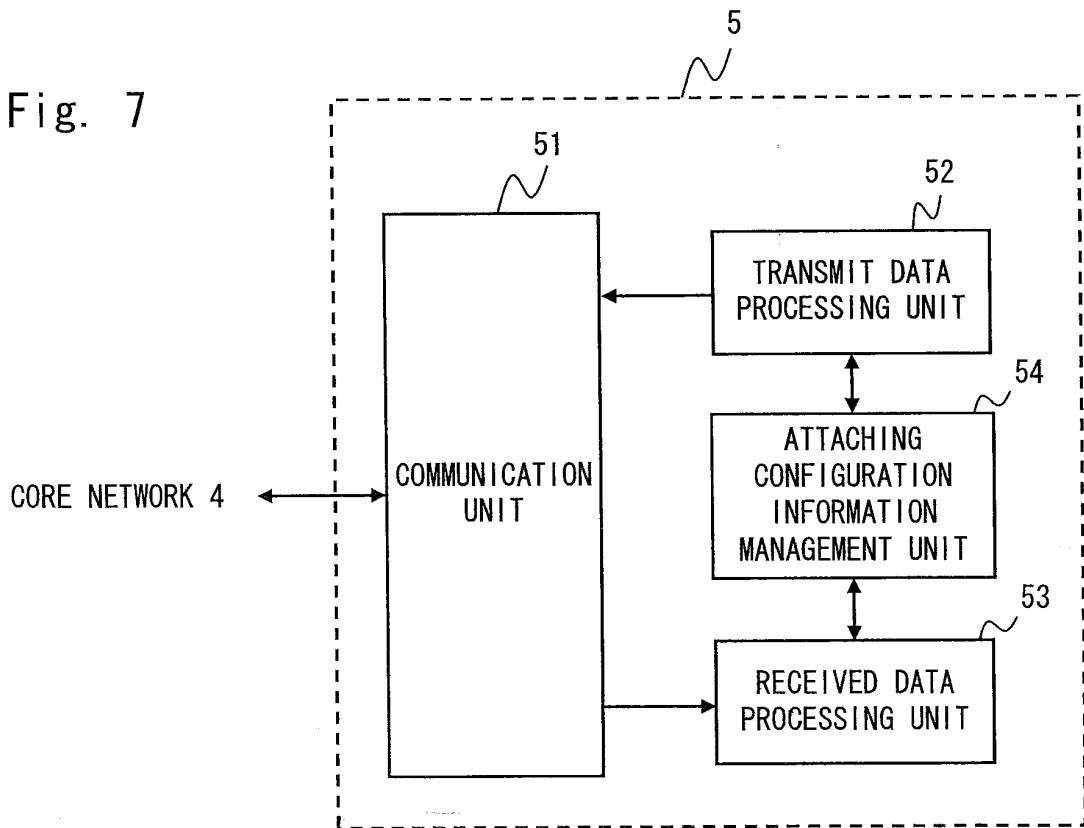 5
Fig. 7
51
52
TRANSMIT DATA
PROCESSING UNIT
54
ATTACHING
CONFIGURATION
INFORMATION
MANAGEMENT UNIT
COMMUNICATION
UNIT
CORE NETWORK 4
53
RECEIVED DATA
PROCESSING UNIT